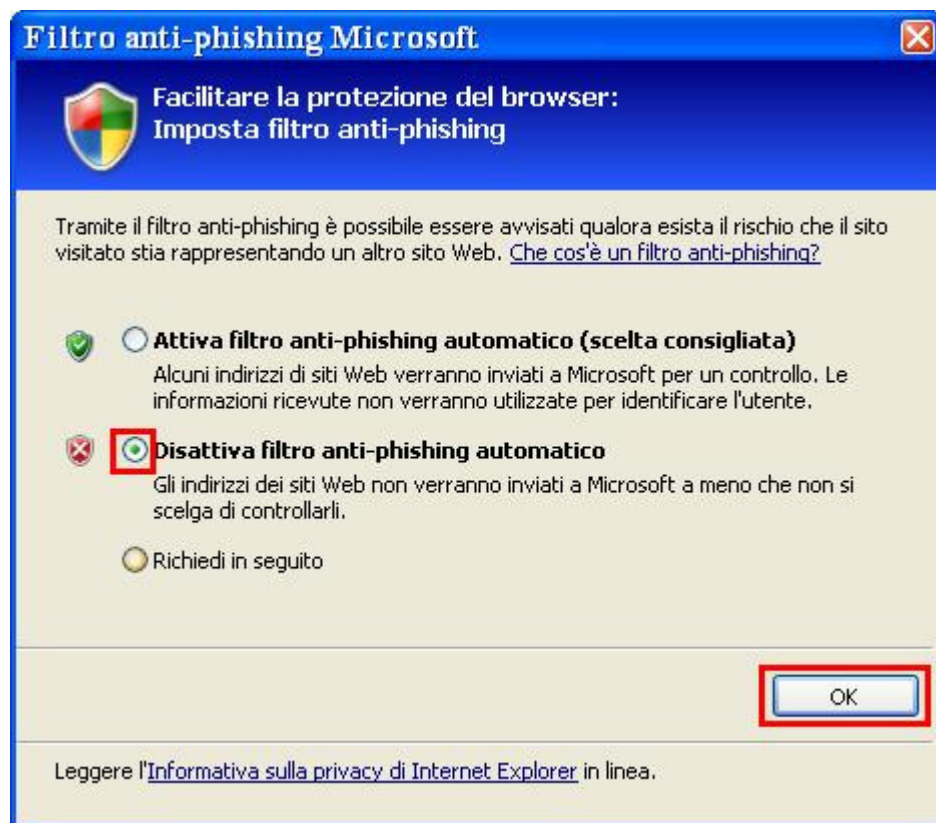 Filtro anti-phishing Microsoft
Facilitare la protezione del browser:
Imposta filtro anti-phishing
Tramite il filtro anti-phishing è possibile essere avvisati qualora esista il rischio che il sito
visitato stia rappresentando un altro sito Web. Che cos'è un filtro anti-phishing?
Attiva filtro anti-phishing automatico (scelta consigliata)
Alcuni indirizzi di siti Web verranno inviati a Microsoft per un controllo. Le
informazioni ricevute non verranno utilizzate per identificare l'utente.
Disattiva filtro anti-phishing automatico
Gli indirizzi dei siti Web non verranno inviati a Microsoft a meno che non si
scelga di controllarli.
Richiedi in seguito
OK
Leggere l'Informativa sulla privacy di Internet Explorer in linea.